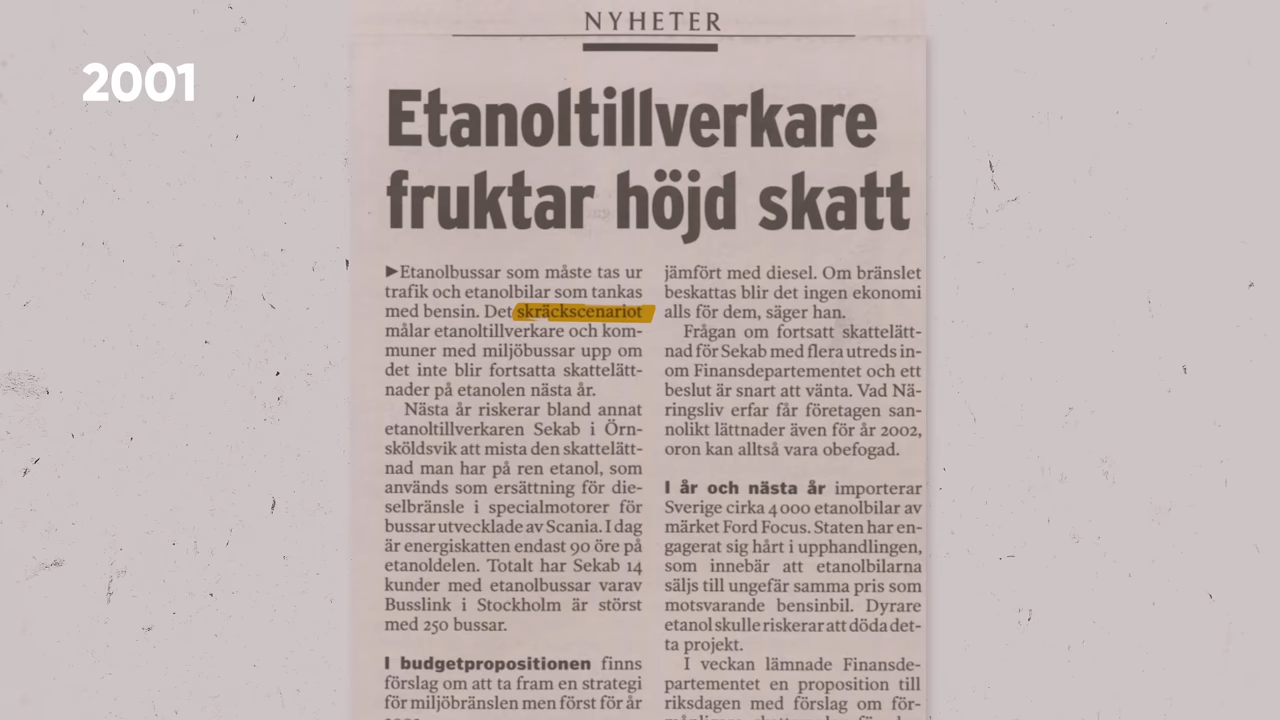 NYHETER
2001
Etanoltillverkare
fruktar höjd skatt
▶Etanolbussar som måste tas ur
trafik och etanolbilar som tankas
med bensin. Det skräckscenariot
målar etanoltillverkare och kom-
muner med miljöbussar upp om
det inte blir fortsatta skattelätt-
nader på etanolen nästa år.
Nästa år riskerar bland annat
etanoltillverkaren Sekab i Örn-
sköldsvik att mista den skattelätt-
nad man har på ren etanol, som
används som ersättning för die-
selbränsle i specialmotorer för
bussar utvecklade av Scania. I dag
är energiskatten endast 90 öre på
etanoldelen. Totalt har Sekab 14
kunder med etanolbussar varav
Busslink i Stockholm är störst
med 250 bussar.
I budgetpropositionen finns
förslag om att ta fram en strategi
för miljöbränslen men först för år
jämfört med diesel. Om bränslet
beskattas blir det ingen ekonomi
alls för dem, säger han.
Frågan om fortsatt skattelätt-
nad för Sekab med flera utreds in-
om Finansdepartementet och ett
beslut är snart att vänta. Vad Nä-
ringsliv erfar får företagen san-
nolikt lättnader även för år 2002,
oron kan alltså vara obefogad.
I år och nästa år importerar
Sverige cirka 4 000 etanolbilar av
märket Ford Focus. Staten har en-
gagerat sig hårt i upphandlingen,
som innebär att etanolbilarna
säljs till ungefär samma pris som
motsvarande bensinbil. Dyrare
etanol skulle riskerar att döda det-
ta projekt.
I veckan lämnade Finansde-
partementet en proposition till
riksdagen med förslag om för-